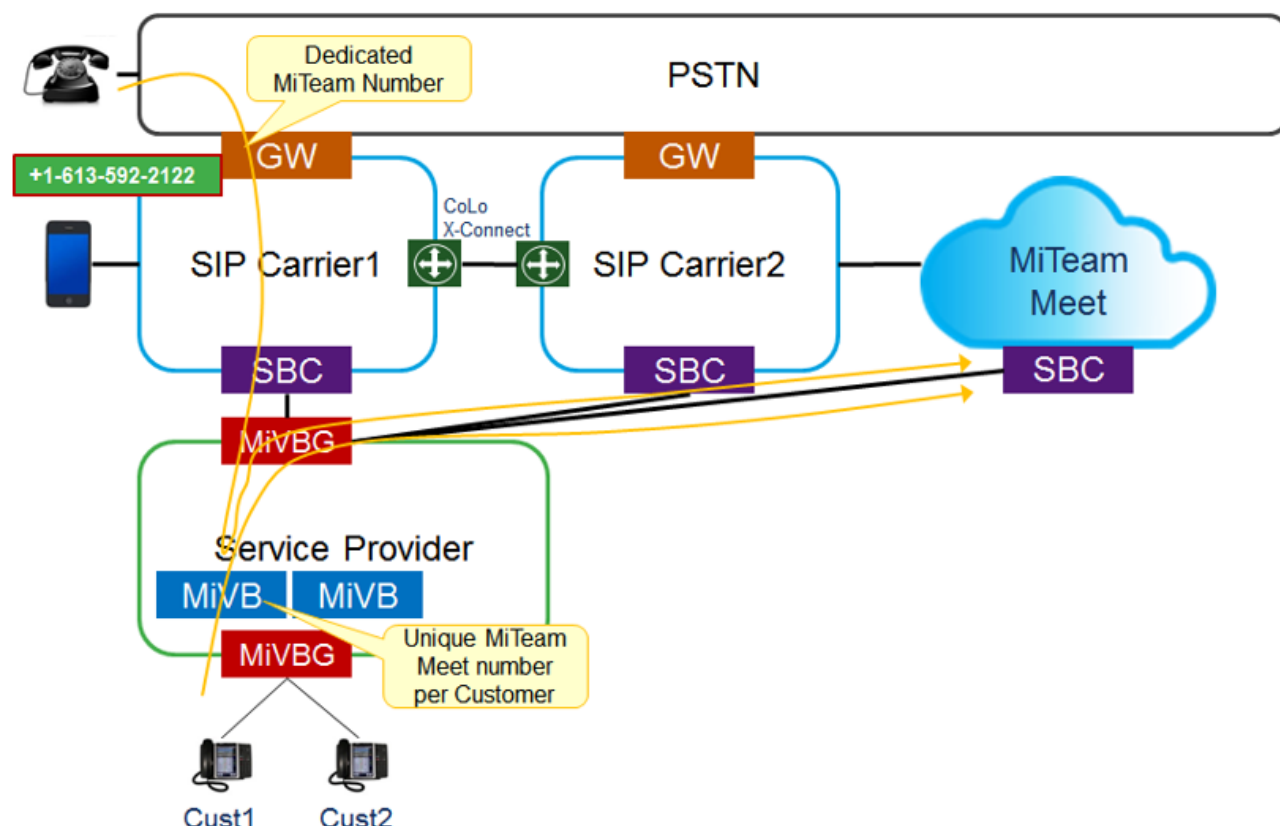 Dedicated
MiTeam Number
PSTN
GW
GW
+1-613-592-2122
CoLo
X-Connect
SIP Carrier1
SIP Carrier2
MiTeam
Meet
SBC
SBC
SBC
MiVBG
Service Provider
MiVB
MiVB
Unique MiTeam
Meet number
per Customer
MiVBG
Cust1
Cust2